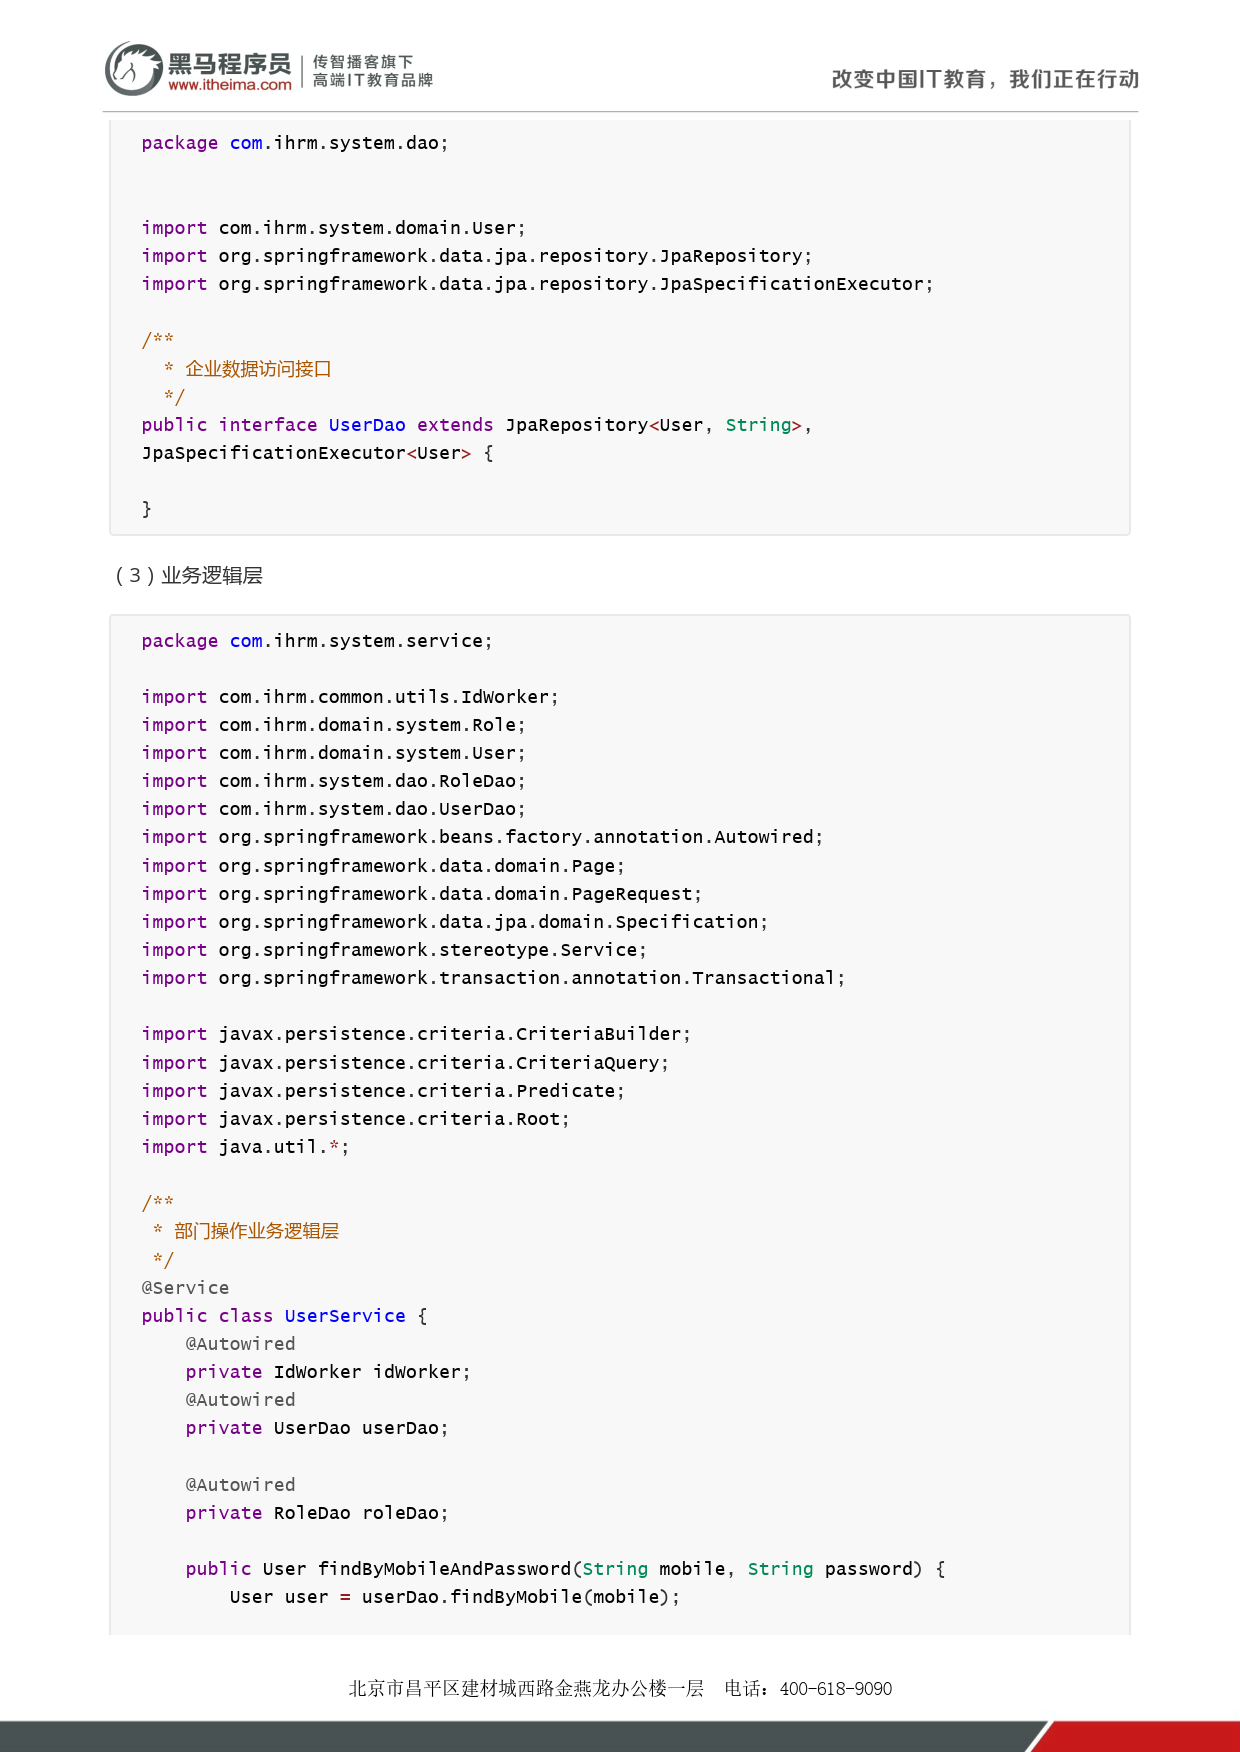 黑马程序员
www.itheima.com
传智播客旗下
高端IT教育品牌
改变中国IT教育，我们正在行动
package com.ihrm.system.dao;
import com.ihrm.system.domain.User;
import org.springframework.data.jpa.repository.JpaRepository;
import org.springframework.data.jpa.repository.JpaSpecificationExecutor;
/**
  * 企业数据访问接口
  */
public interface UserDao extends JpaRepository<User, String>,
JpaSpecificationExecutor<User> {
}
（3）业务逻辑层
package com.ihrm.system.service;
import com.ihrm.common.utils.IdWorker;
import com.ihrm.domain.system.Role;
import com.ihrm.domain.system.User;
import com.ihrm.system.dao.RoleDao;
import com.ihrm.system.dao.UserDao;
import org.springframework.beans.factory.annotation.Autowired;
import org.springframework.data.domain.Page;
import org.springframework.data.domain.PageRequest;
import org.springframework.data.jpa.domain.Specification;
import org.springframework.stereotype.Service;
import org.springframework.transaction.annotation.Transactional;
import javax.persistence.criteria.CriteriaBuilder;
import javax.persistence.criteria.CriteriaQuery;
import javax.persistence.criteria.Predicate;
import javax.persistence.criteria.Root;
import java.util.*;
/**
 * 部门操作业务逻辑层
 */
@Service
public class UserService {
    @Autowired
    private IdWorker idWorker;
    @Autowired
    private UserDao userDao;
    @Autowired
    private RoleDao roleDao;
    public User findByMobileAndPassword(String mobile, String password) {
        User user = userDao.findByMobile(mobile);
北京市昌平区建材城西路金燕龙办公楼一层 电话：400-618-9090